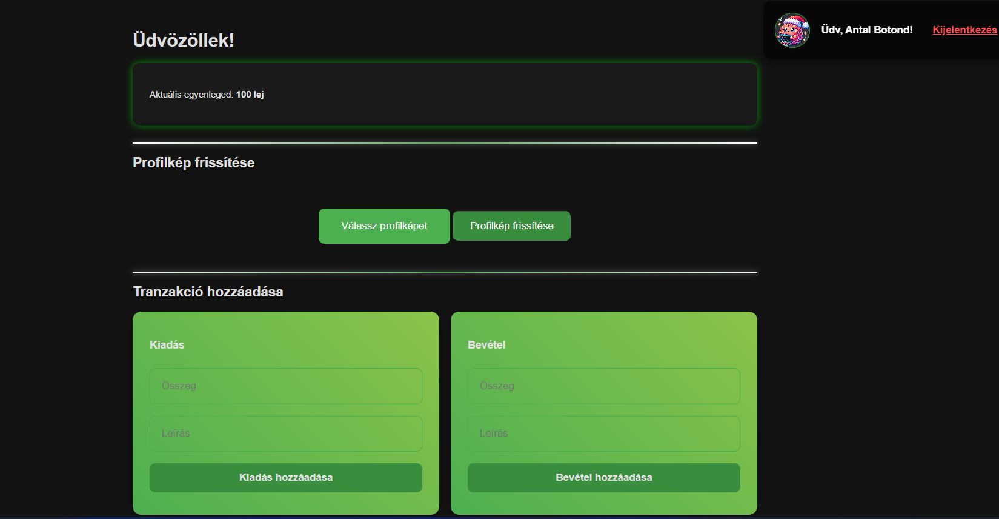 Üdvözöllek!
Üdv, Antal Botond!
Kijelentkezés
Aktuális egyenleged: 100 lej
Profilkép frissítése
Válassz profilképet
Profilkép frissítése
Tranzakció hozzáadása
Kiadás
Összeg
Leírás
Kiadás hozzáadása
Bevétel
Összeg
Leírás
Bevétel hozzáadása